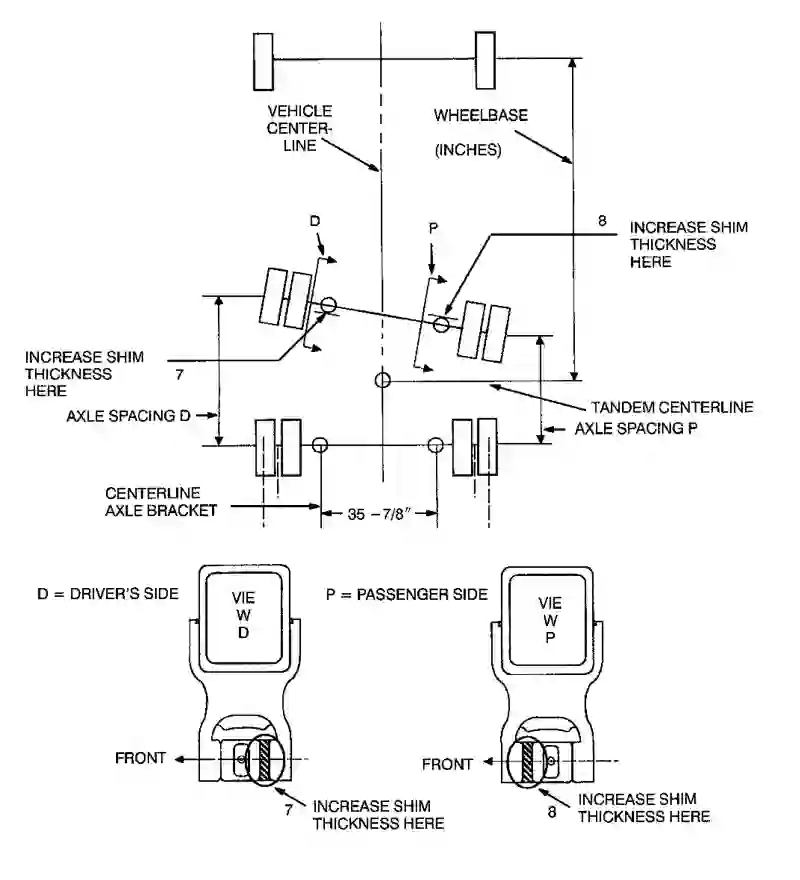 VEHICLE
CENTER-
LINE
WHEELBASE
(INCHES)
D
P
8
INCREASE SHIM
THICKNESS
HERE
INCREASE SHIM
THICKNESS
HERE
7
AXLE SPACING D
TANDEM CENTERLINE
AXLE SPACING P
CENTERLINE
AXLE BRACKET
35 -7/8"
D = DRIVER'S SIDE
VIE
W
D
P = PASSENGER SIDE
VIE
W
P
FRONT
7
INCREASE SHIM
THICKNESS HERE
FRONT
8
INCREASE SHIM
THICKNESS HERE